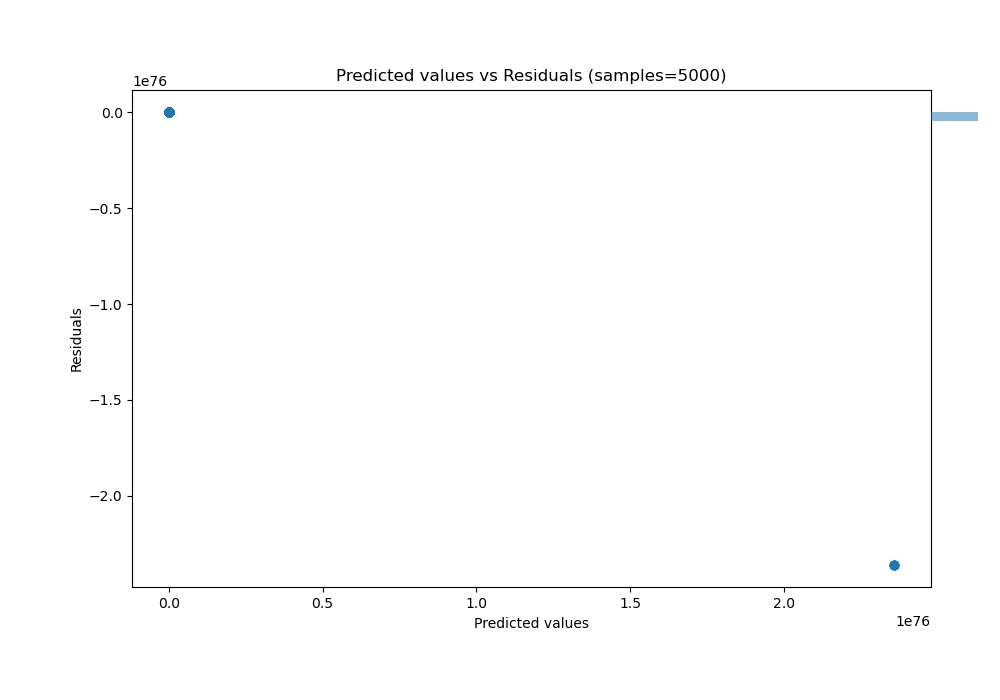 Predicted values vs Residuals (samples=5000)
1e76
0.0
−0.5
−1.0
−1.5
−2.0
Residuals
0.0 0.5 1.0 1.5 2.0
1e76
Predicted values